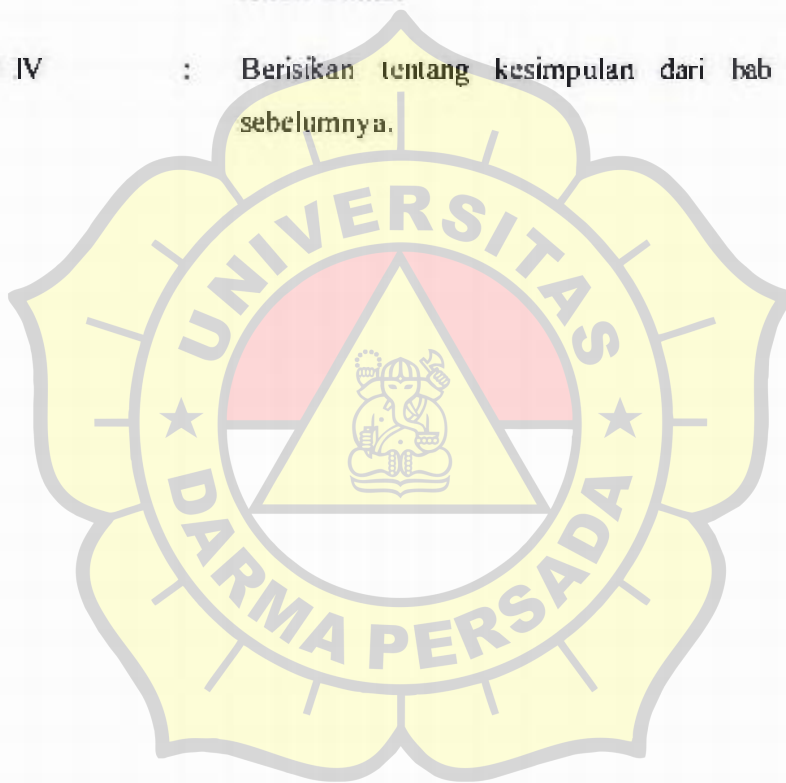 IV : Berisikan tentang kesimpulan dari bab
sebelumnya.
UNIVERSITAS
DARMA PERSADA